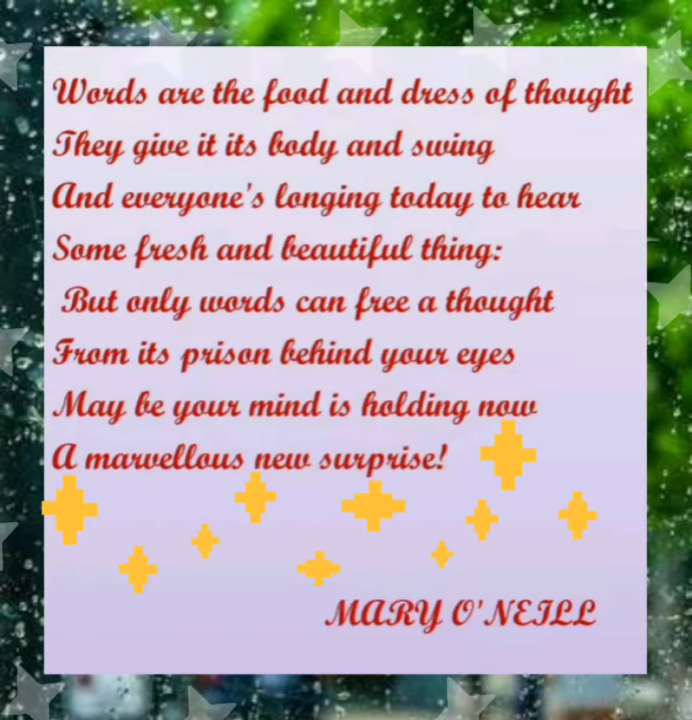 Words are the food and dress of thought
They give it its body and swing
And everyone's longing today to hear
Some fresh and beautiful thing:
But only words can free a thought
From its prison behind your eyes
May be your mind is holding now
A marvellous new surprise!
MARY O'NEILL